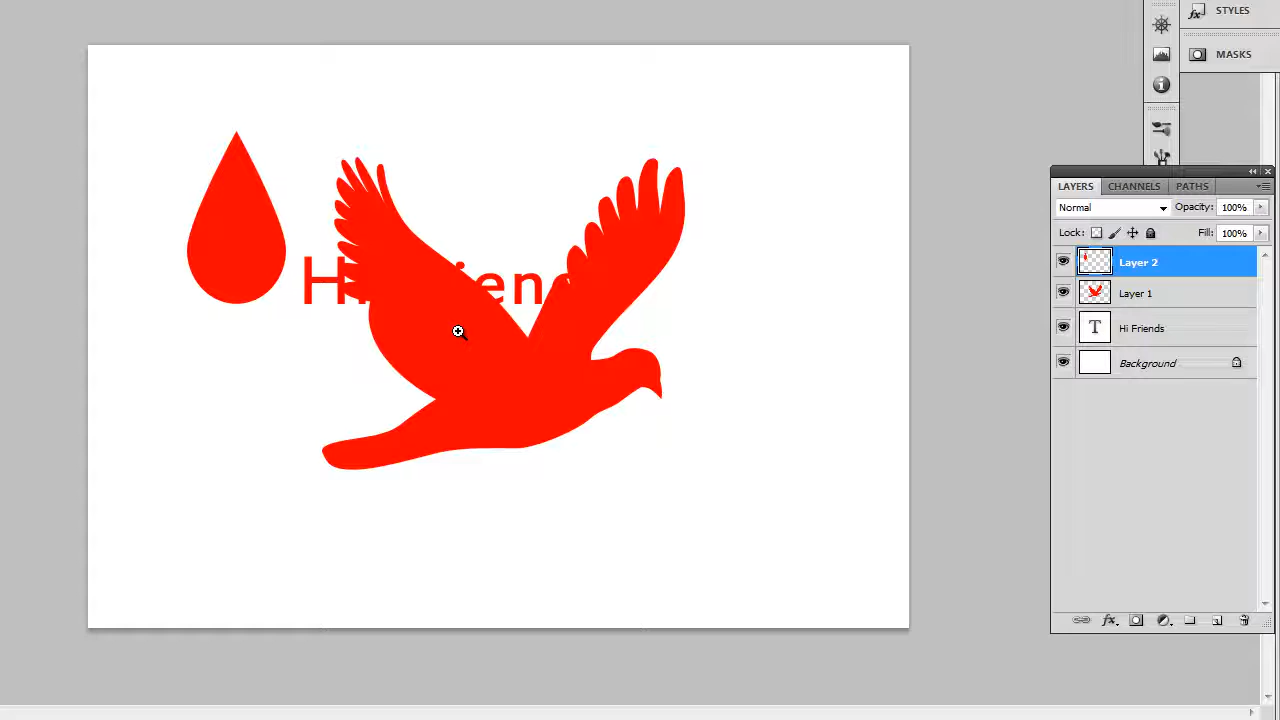 STYLES
MASKS
LAYERS CHANNELS PATHS
Normal Opacity: 100%
Lock: Fill: 100%
Layer 2
Layer 1
T Hi Friends
Background